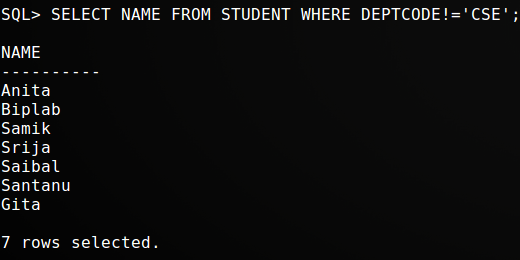 SQL> SELECT NAME FROM STUDENT WHERE DEPTCODE!='CSE';
NAME
----------
Anita
Biplab
Samik
Srija
Saibal
Santanu
Gita
7 rows selected.